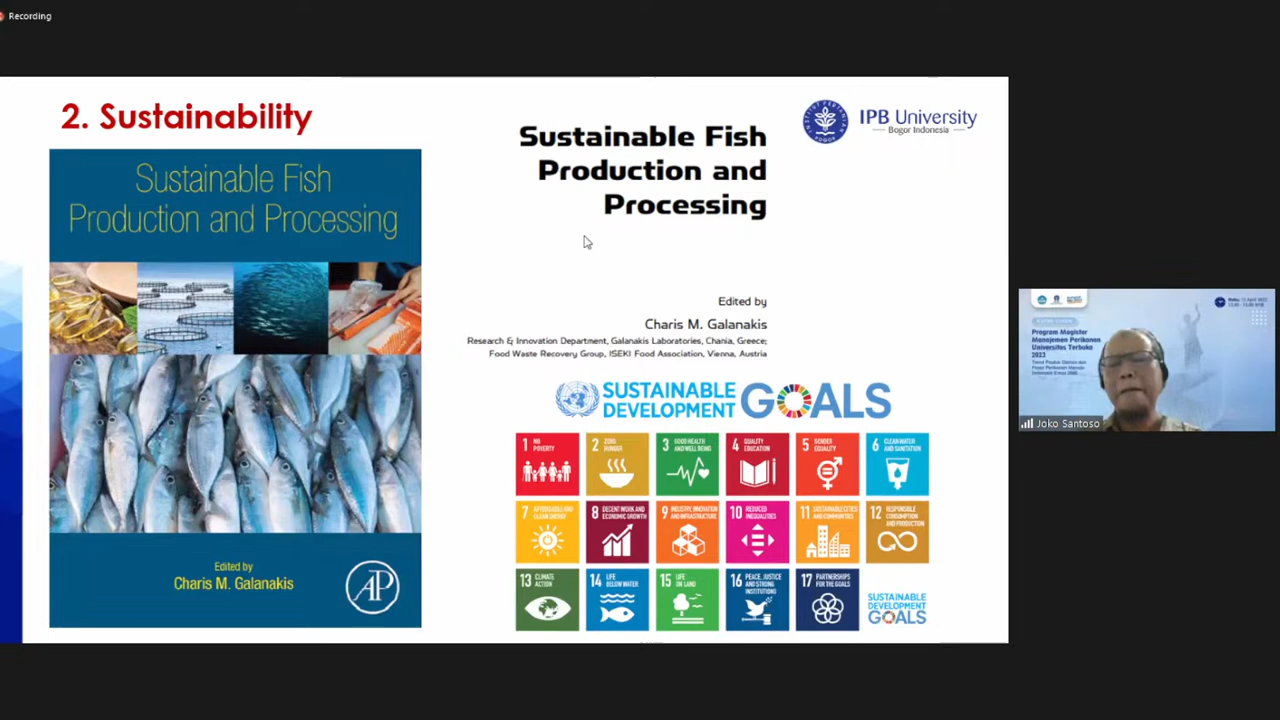 Recording
2. Sustainability
Sustainable Fish
Production and Processing
Edited by
Charis M. Galanakis
AP
Sustainable Fish
Production and
Processing
Edited by
Charis M. Galanakis
Research & Innovation Department, Galanakis Laboratories, Chania, Greece;
Food Waste Recovery Group, ISEKI Food Association, Vienna, Austria
INSTITUT PERTANIAN
BOGOR
IPB University
Bogor Indonesia
SUSTAINABLE
DEVELOPMENT
GOALS
1 NO
POVERTY
2 ZERO
HUNGER
3 GOOD HEALTH
AND WELL BEING
4 QUALITY
EDUCATION
5 GENDER
EQUALITY
6 CLEAN WATER
AND SANITATION
7 AFFORDABLE AND
CLEAN ENERGY
8 DECENT WORK AND
ECONOMIC GROWTH
9 INDUSTRY, INNOVATION
AND INFRASTRUCTURE
10 REDUCED
INEQUALITIES
11 SUSTAINABLE CITIES
AND COMMUNITIES
12 RESPONSIBLE
CONSUMPTION
AND PRODUCTION
13 CLIMATE
ACTION
14 LIFE
BELOW WATER
15 LIFE
ON LAND
16 PEACE, JUSTICE
AND STRONG
INSTITUTIONS
17 PARTNERSHIPS
FOR THE GOALS
SUSTAINABLE
DEVELOPMENT
GOALS
Program Magister
Manajemen Perikanan
Universitas Terbuka
2023
Joko Santoso